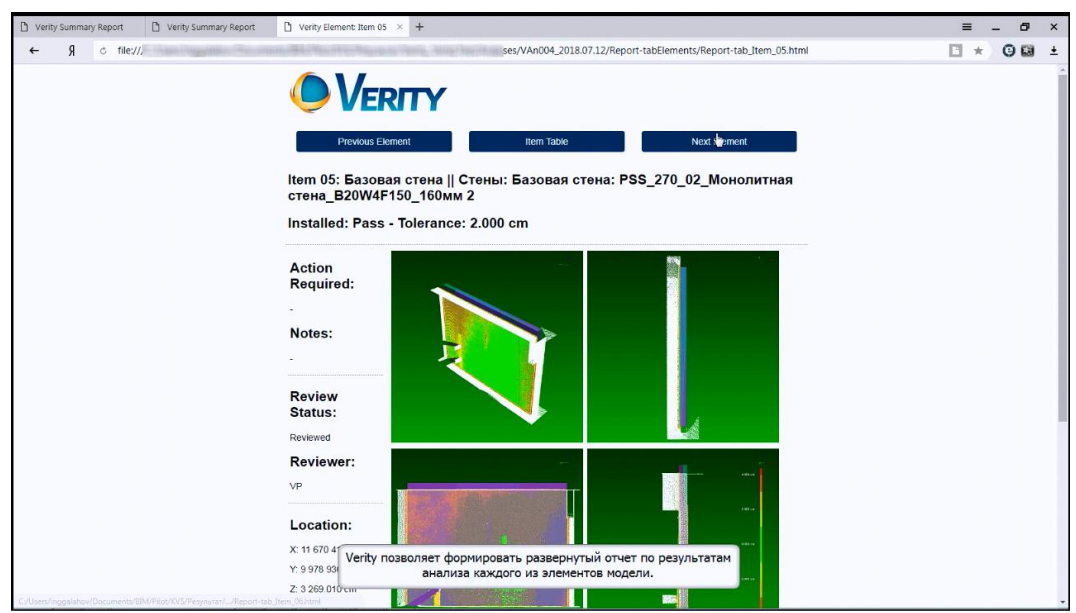 Verity Summary Report
Verity Summary Report
Verity Element: Item 05
Я
file://
ses/VAn004_2018.07.12/Report-tabElements/Report-tab_Item_05.html
VERITY
Previous Element
Item Table
Next Element
Item 05: Базовая стена || Стены: Базовая стена: PSS_270_02_Монолитная
стена_B20W4F150_160мм 2
Installed: Pass - Tolerance: 2.000 cm
Action
Required:
-
Notes:
-
Review
Status:
Reviewed
Reviewer:
VP
Location:
X: 11 670 4
Y: 9 978 93
Z: 3 269.010 cm
Verity позволяет формировать развернутый отчет по результатам
анализа каждого из элементов модели.